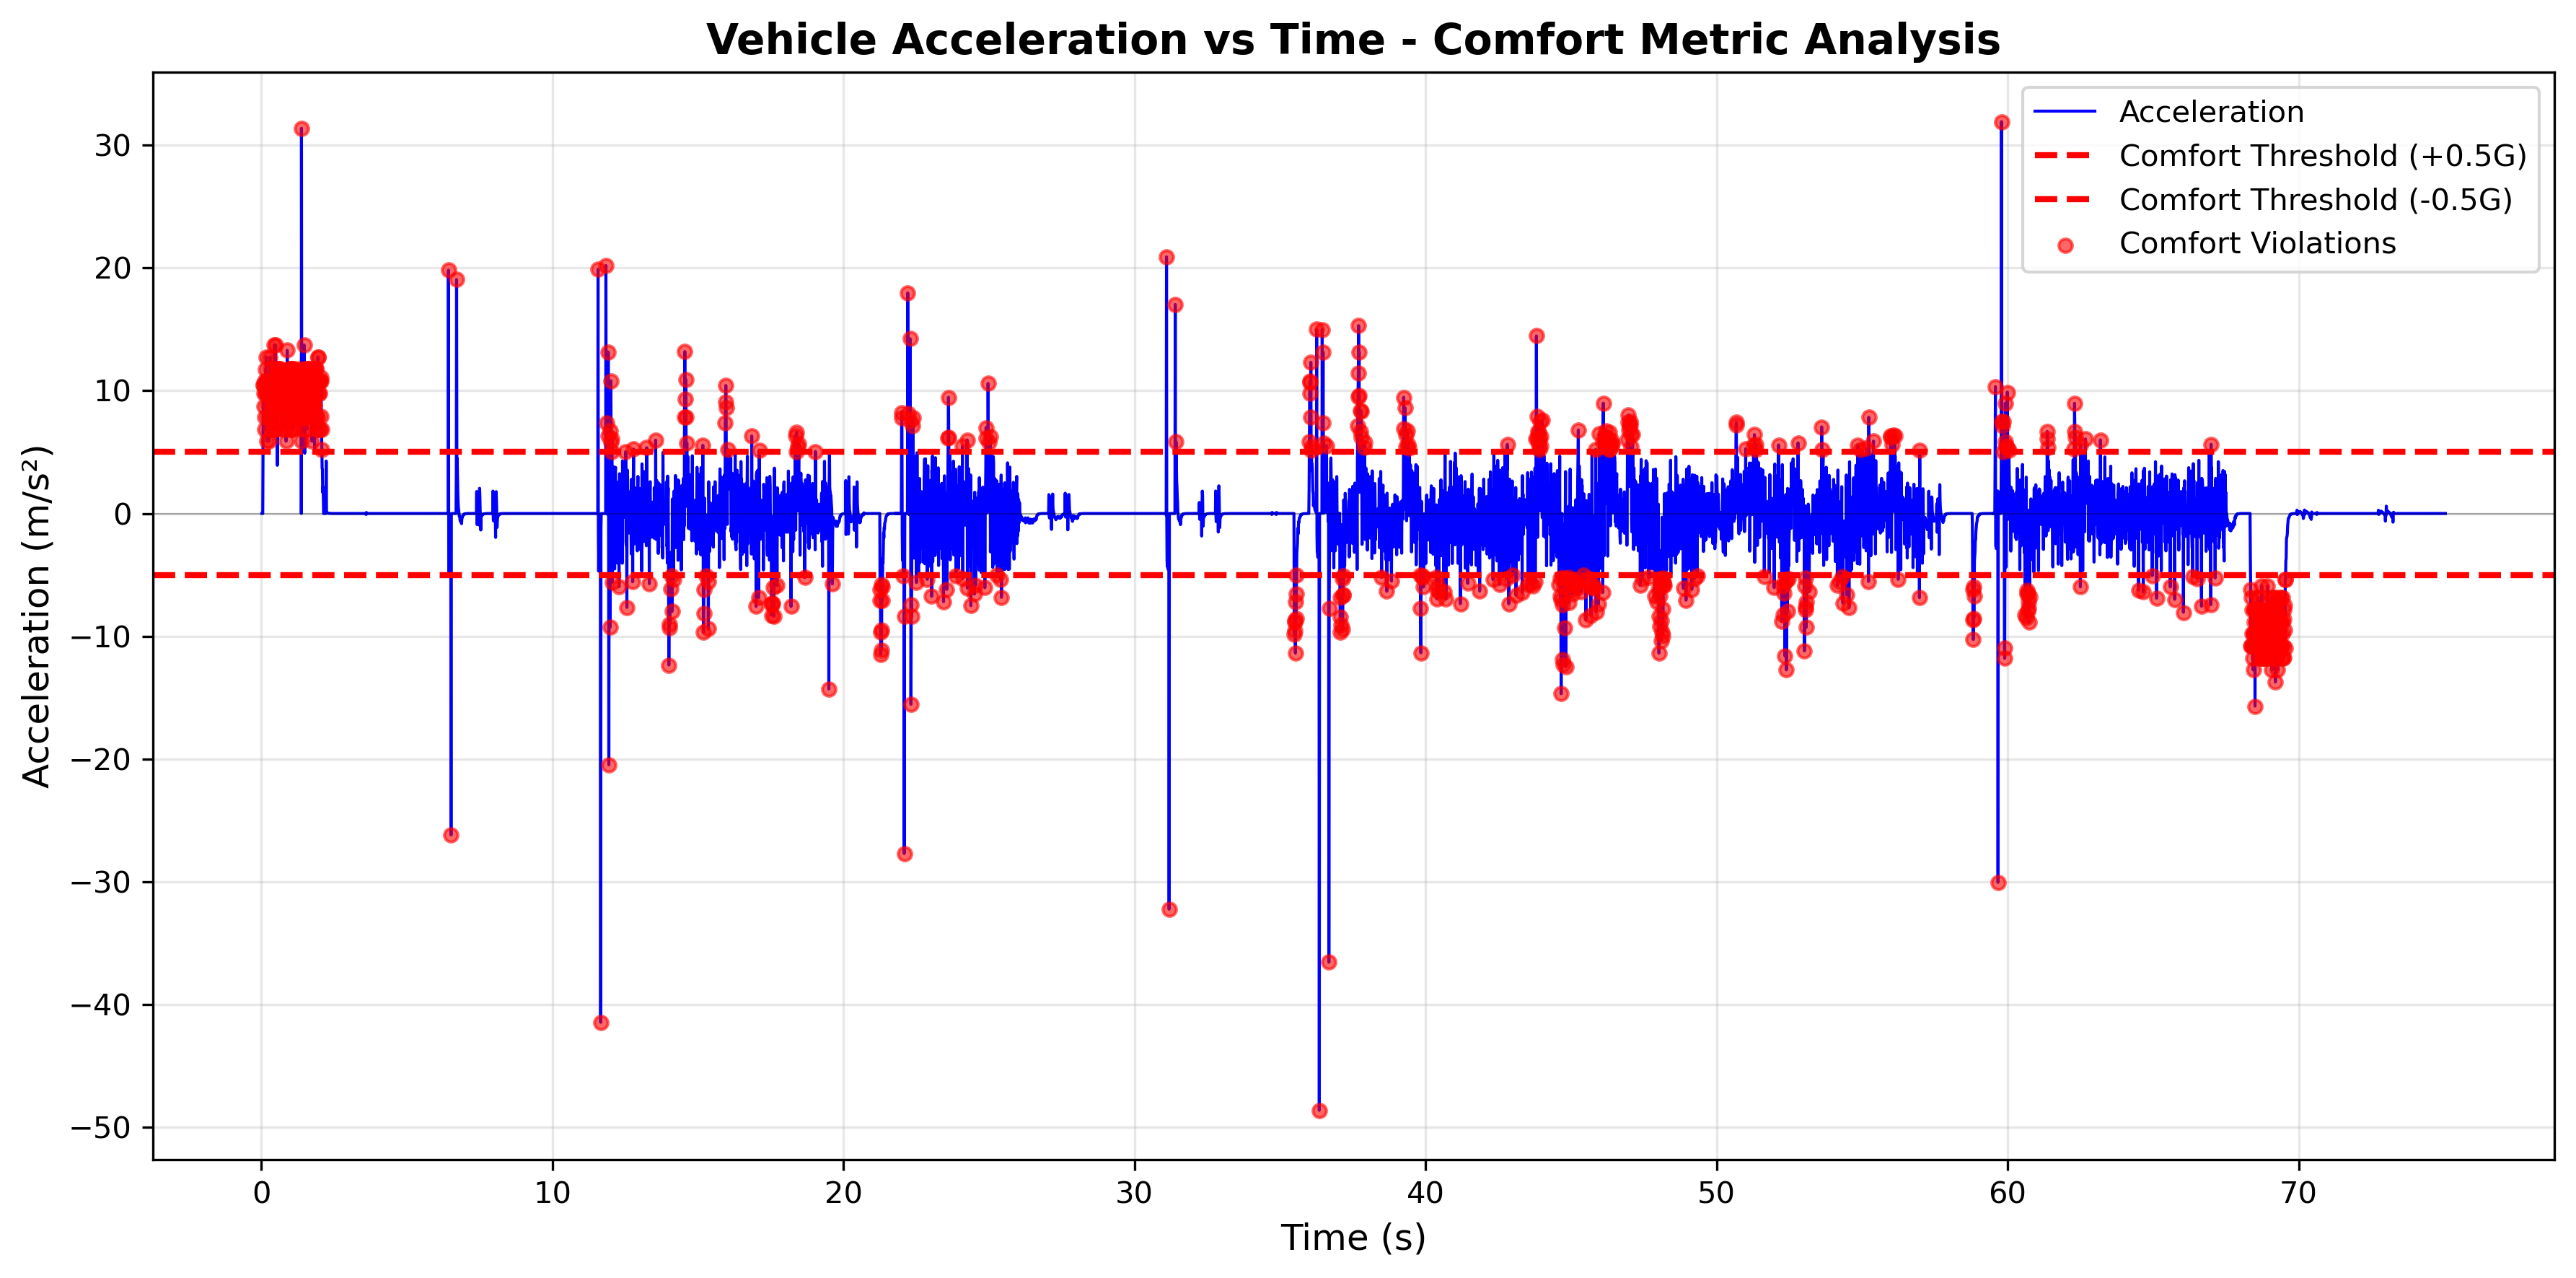 Vehicle Acceleration vs Time - Comfort Metric Analysis
Acceleration
Comfort Threshold (+0.5G)
Comfort Threshold (-0.5G)
Comfort Violations
Acceleration (m/s²)
30
20
10
0
−10
−20
−30
−40
−50
0 10 20 30 40 50 60 70
Time (s)